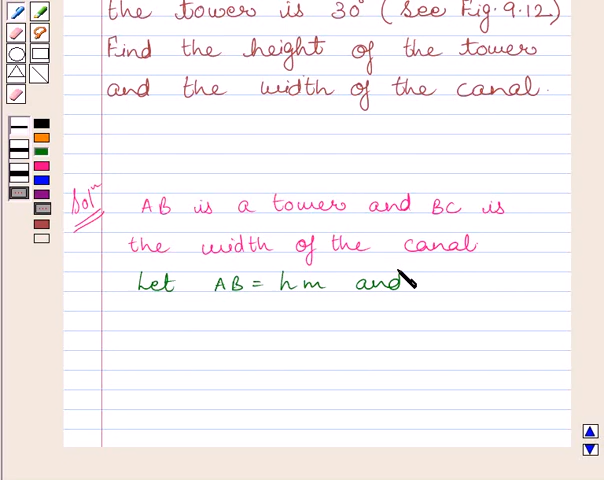 the tower is 30° (see Fig. 9.12)
Find the height of the tower
and the width of the canal.
Solⁿ AB is a tower and BC is
the width of the canal
Let AB = h m and